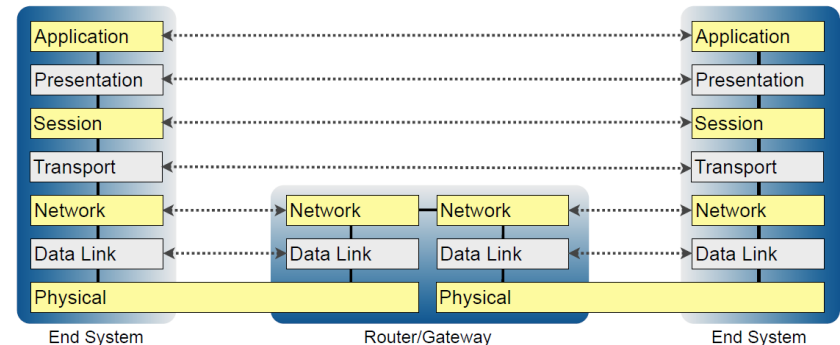 Application Application
Presentation Presentation
Session Session
Transport Transport
Network Network Network Network
Data Link Data Link Data Link Data Link
Physical Physical
End System Router/Gateway End System